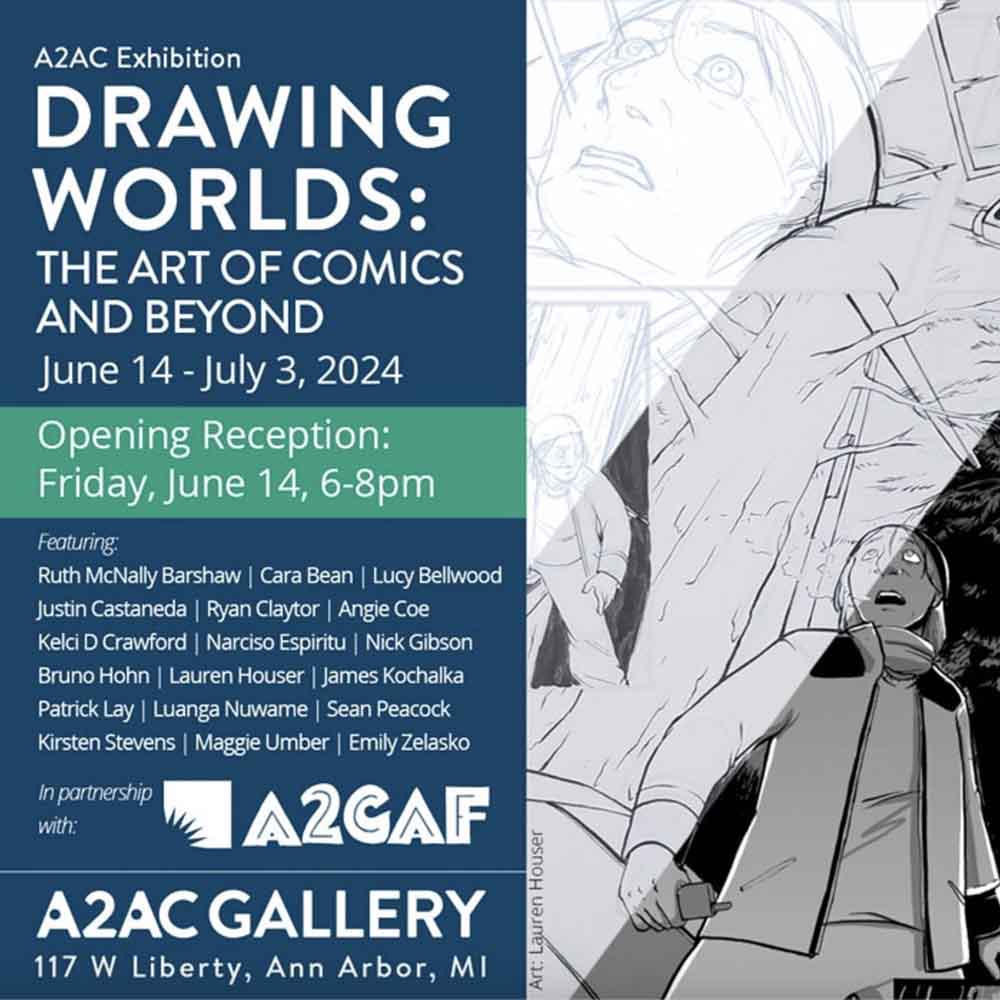 A2AC Exhibition
DRAWING
WORLDS:
THE ART OF COMICS
AND BEYOND
June 14 - July 3, 2024
Opening Reception:
Friday, June 14, 6-8pm
Featuring:
Ruth McNally Barshaw | Cara Bean | Lucy Bellwood
Justin Castaneda | Ryan Claytor | Angie Coe
Kelci D Crawford | Narciso Espiritu | Nick Gibson
Bruno Hohn | Lauren Houser | James Kochalka
Patrick Lay | Luanga Nuwame | Sean Peacock
Kirsten Stevens | Maggie Umber | Emily Zelasko
In partnership
with:
A2CAF
A2AC GALLERY
117 W Liberty, Ann Arbor, MI
Art: Lauren Houser